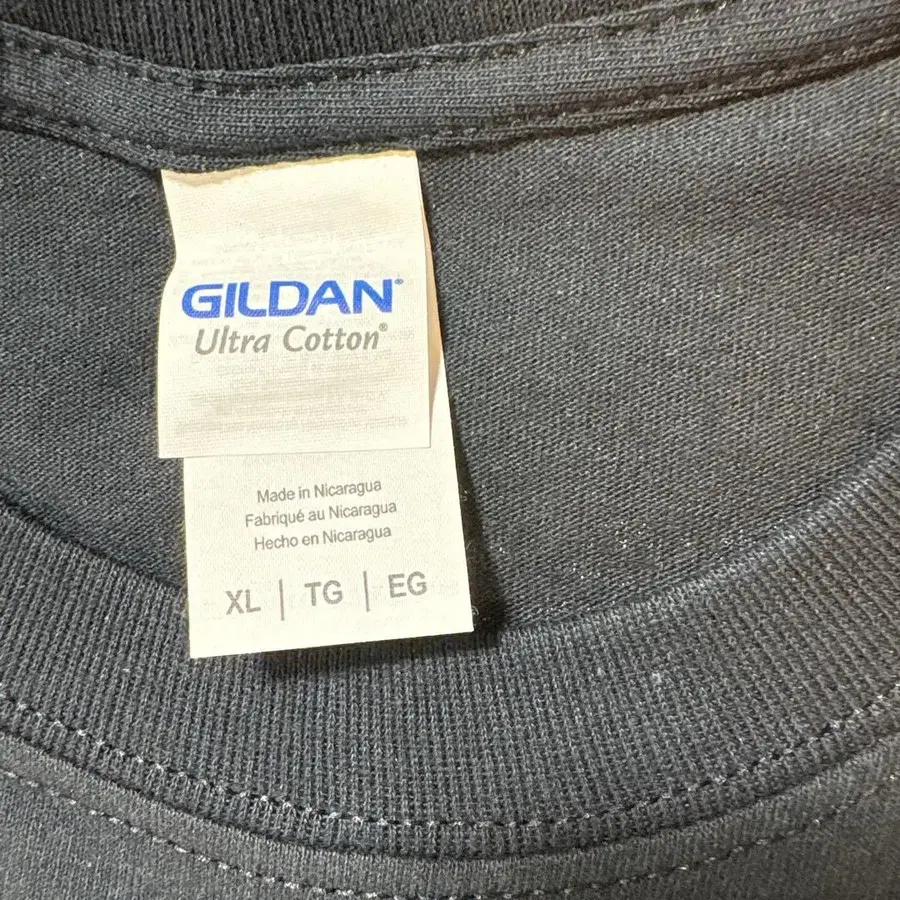 GILDAN®
Ultra Cotton®
Made in Nicaragua
Fabriqué au Nicaragua
Hecho en Nicaragua
XL | TG | EG